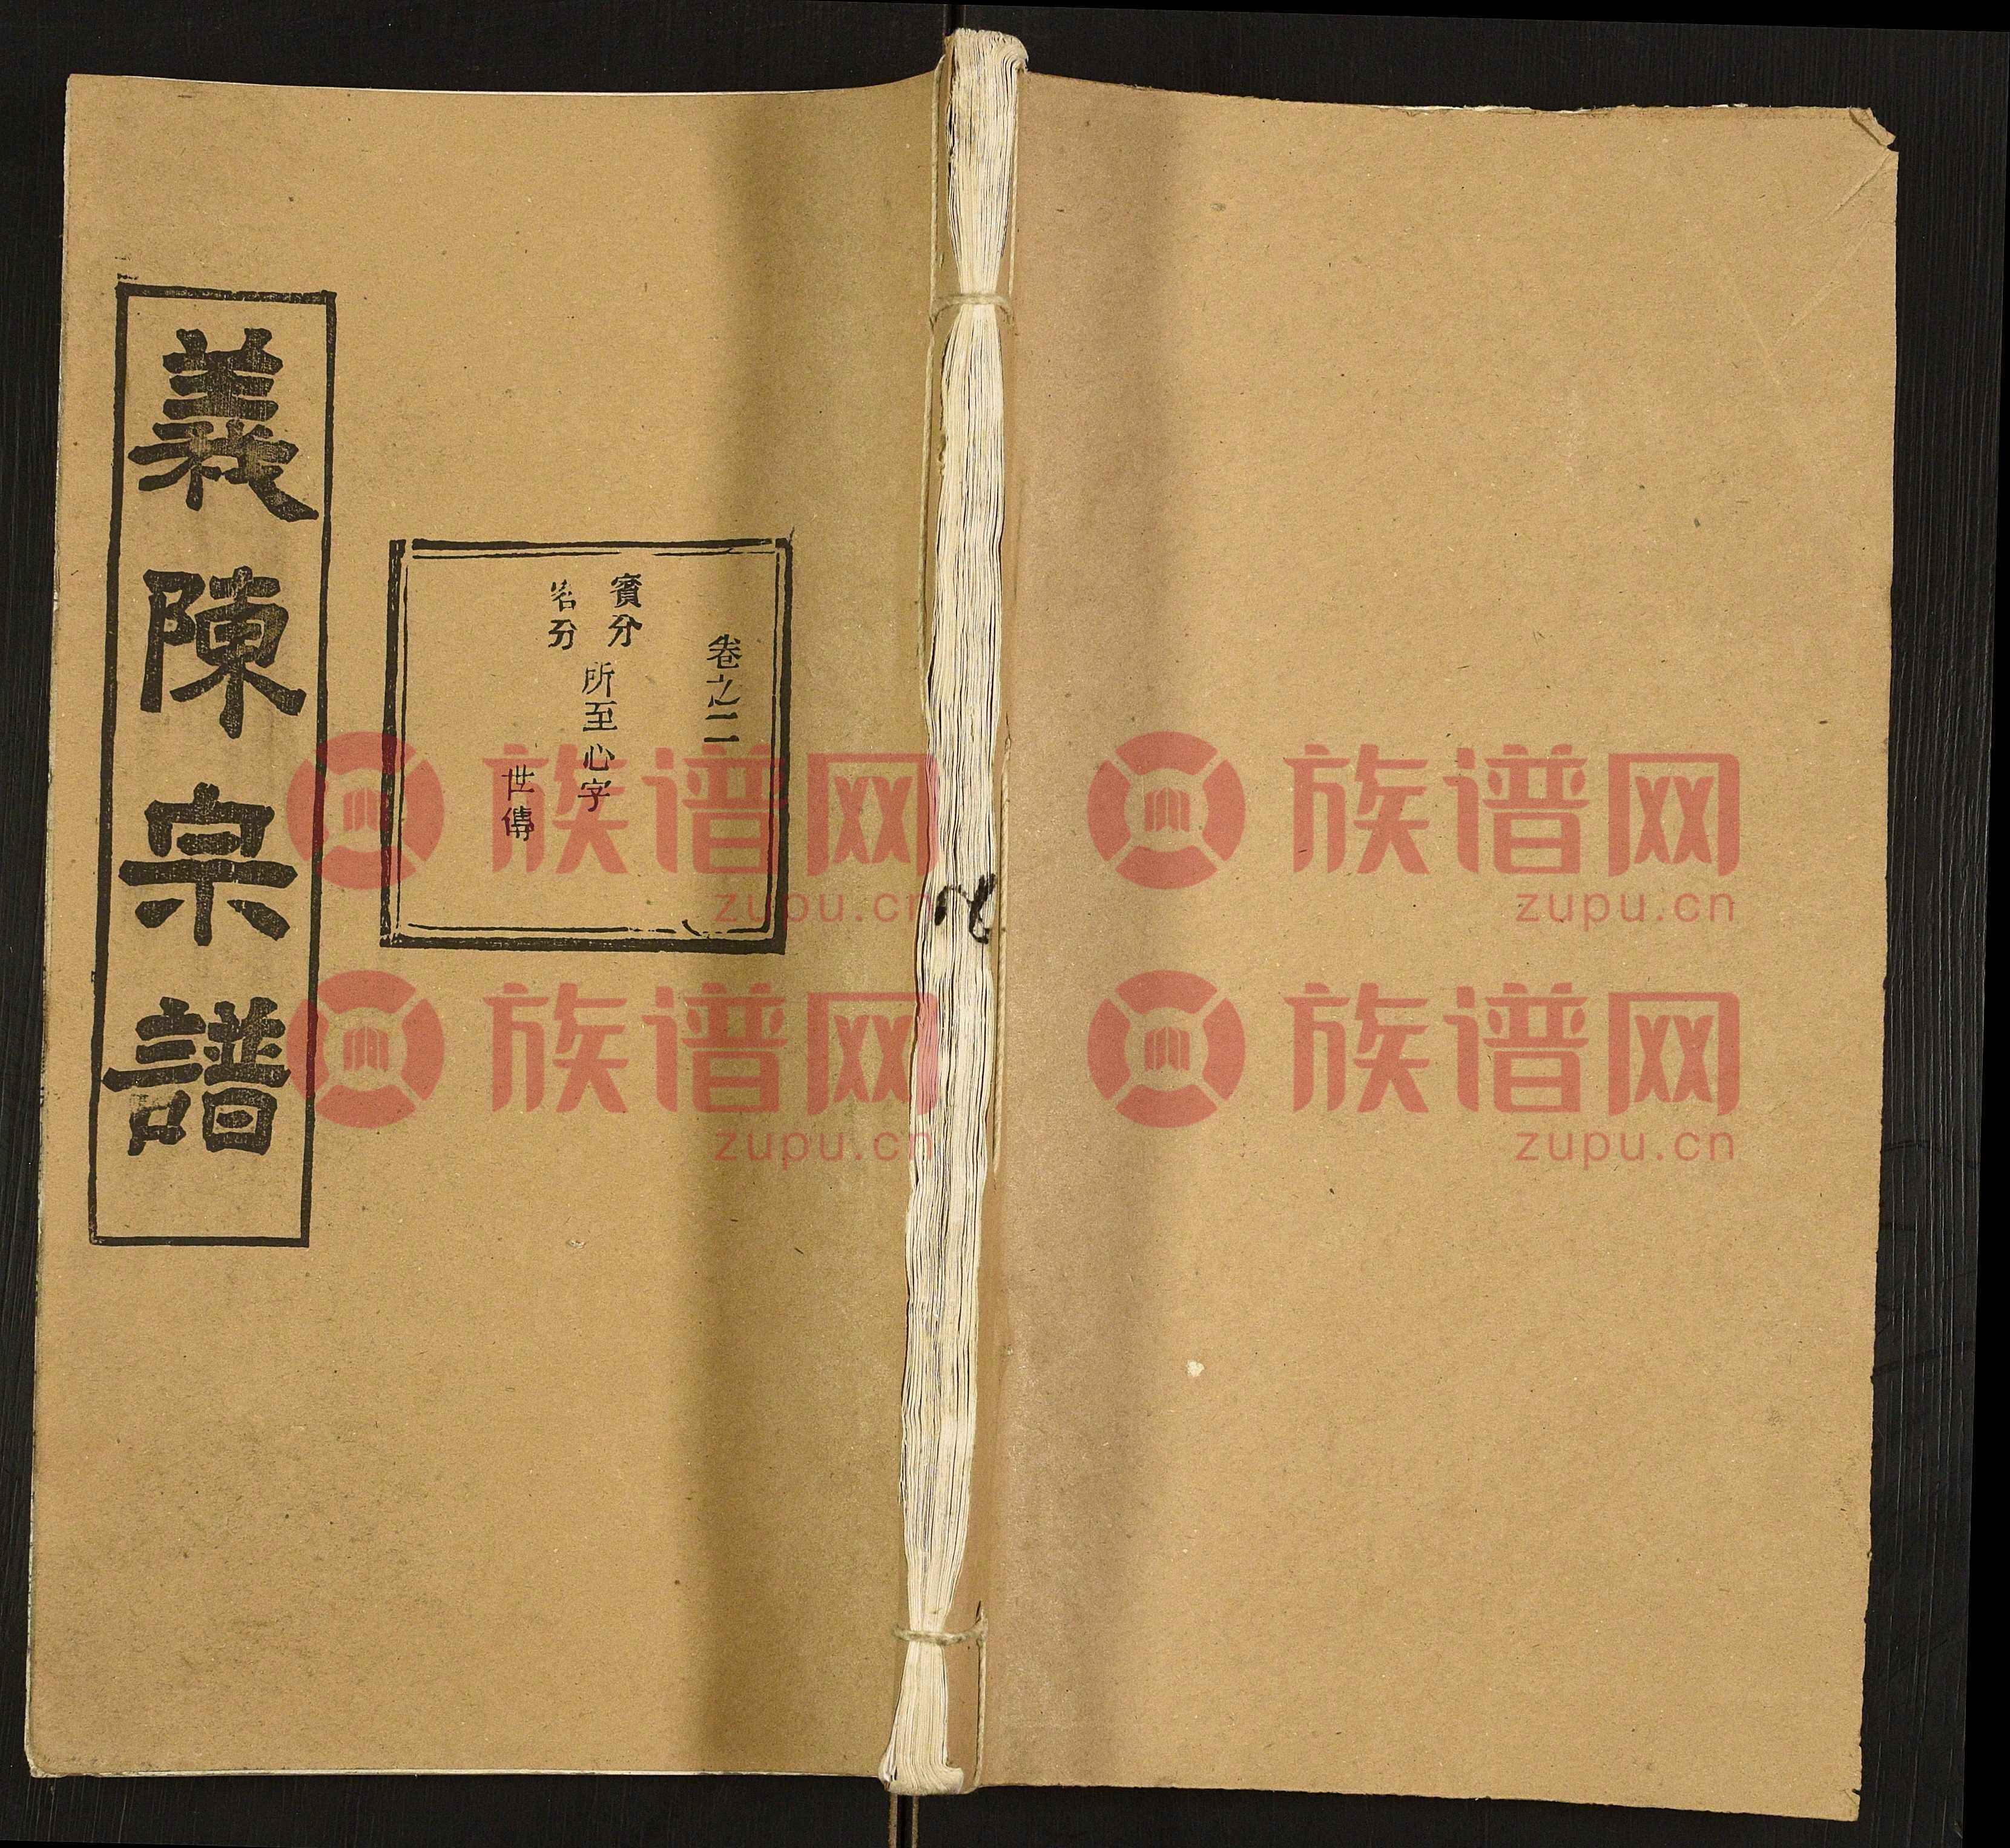 義陳宗譜
卷之二
賓分
名分
所至心字
世傳
族谱网
zupu.cn
族谱网
zupu.cn
族谱网
zupu.cn
族谱网
zupu.cn